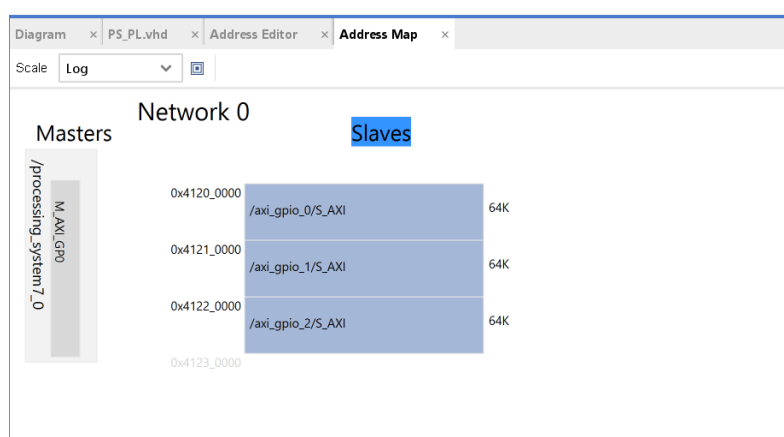 Diagram × PS_PL.vhd × Address Editor × Address Map ×
Scale Log
Network 0
Masters Slaves
/processing_system7_0
M_AXI_GP0
0x4120_0000 /axi_gpio_0/S_AXI 64K
0x4121_0000 /axi_gpio_1/S_AXI 64K
0x4122_0000 /axi_gpio_2/S_AXI 64K
0x4123_0000